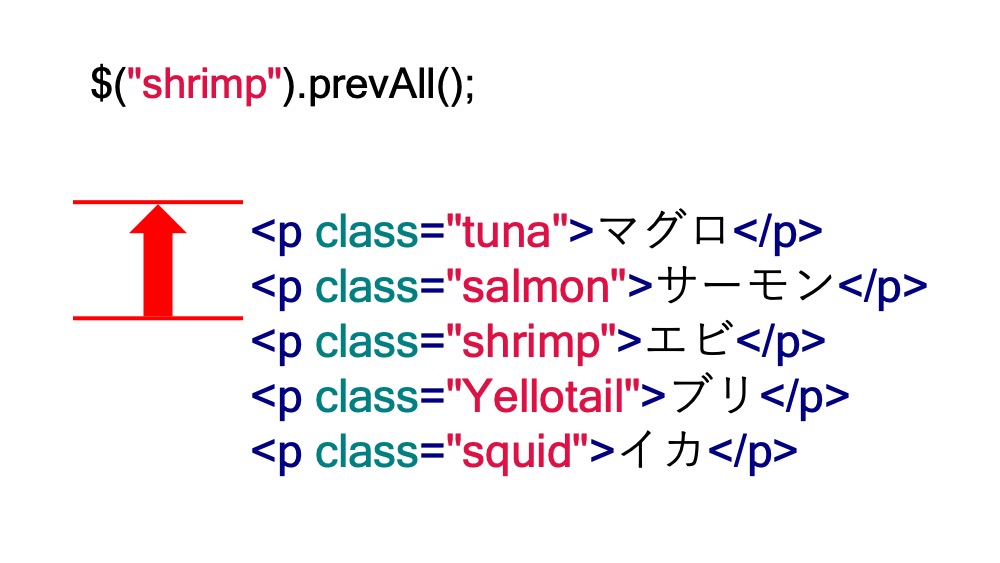 $("shrimp").prevAll();
<p class="tuna">マグロ</p>
<p class="salmon">サーモン</p>
<p class="shrimp">エビ</p>
<p class="Yellotail">ブリ</p>
<p class="squid">イカ</p>